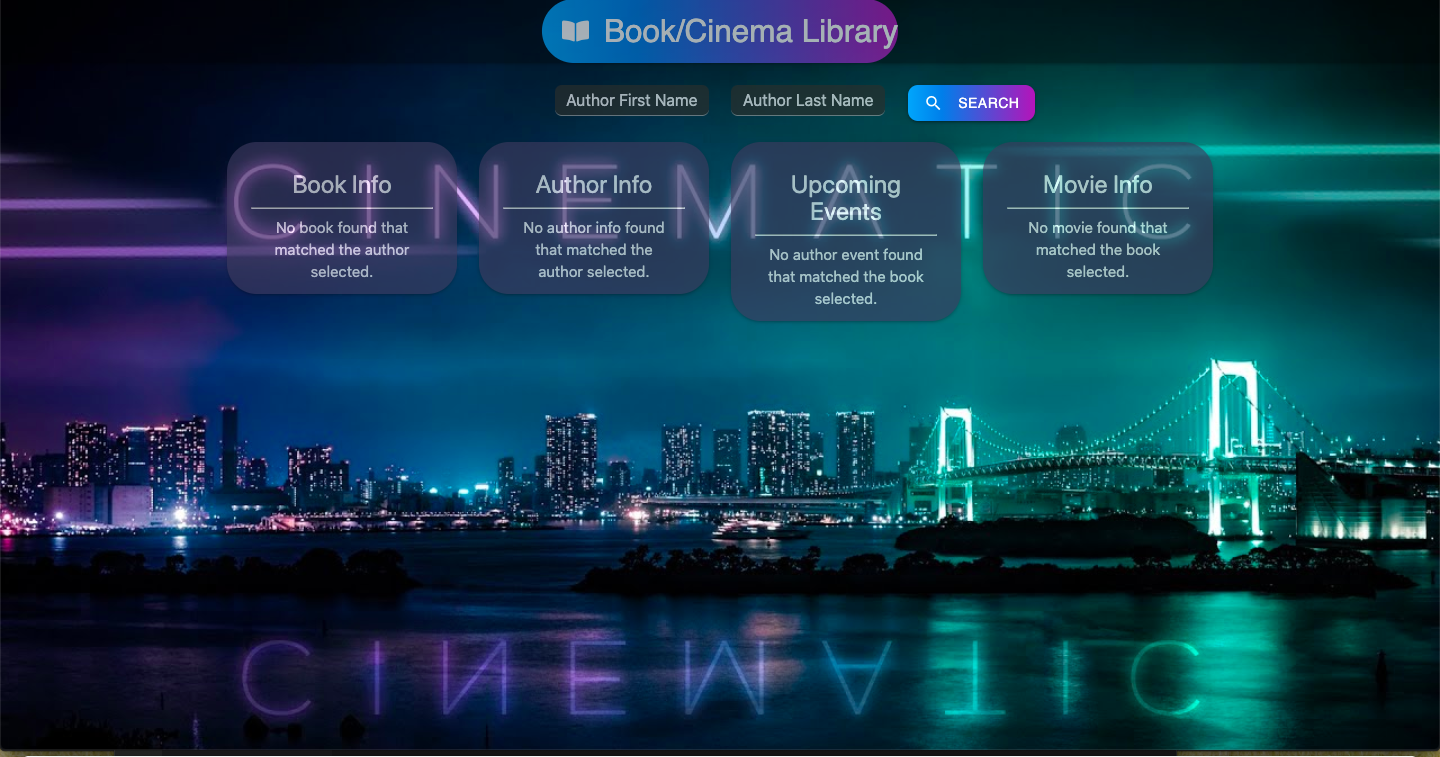 Book/Cinema Library
Author First Name
Author Last Name
SEARCH
CINEMATIC
Book Info
No book found that
matched the author
selected.
Author Info
No author info found
that matched the
author selected.
Upcoming
Events
No author event found
that matched the book
selected.
Movie Info
No movie found that
matched the book
selected.
CINEMATIC